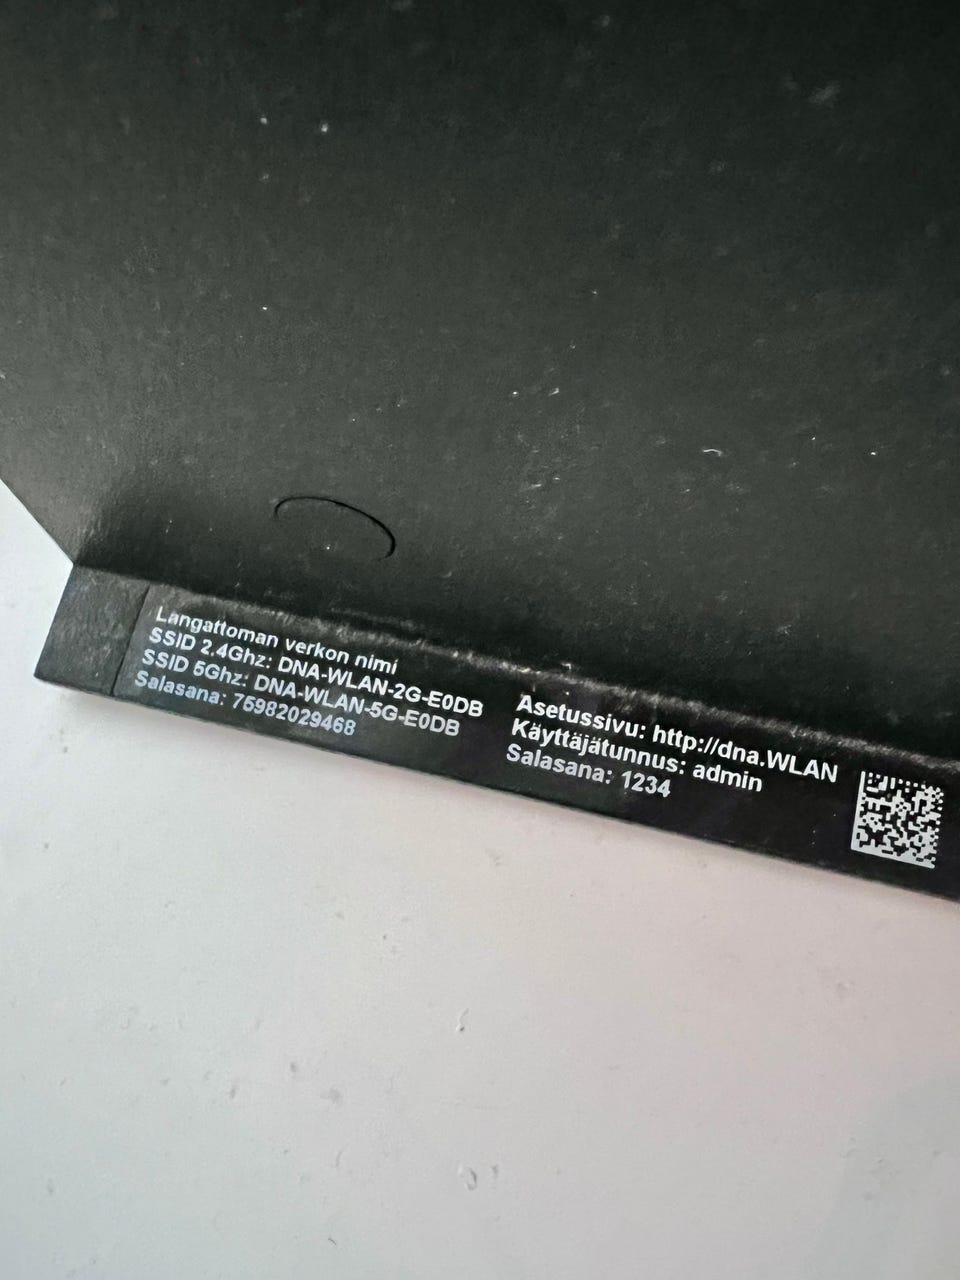 Langattoman verkon nimi
SSID 2.4Ghz: DNA-WLAN-2G-E0DB
SSID 5Ghz: DNA-WLAN-5G-E0DB
Salasana: 76982029468
Asetussivu: http://dna.WLAN
Käyttäjätunnus: admin
Salasana: 1234